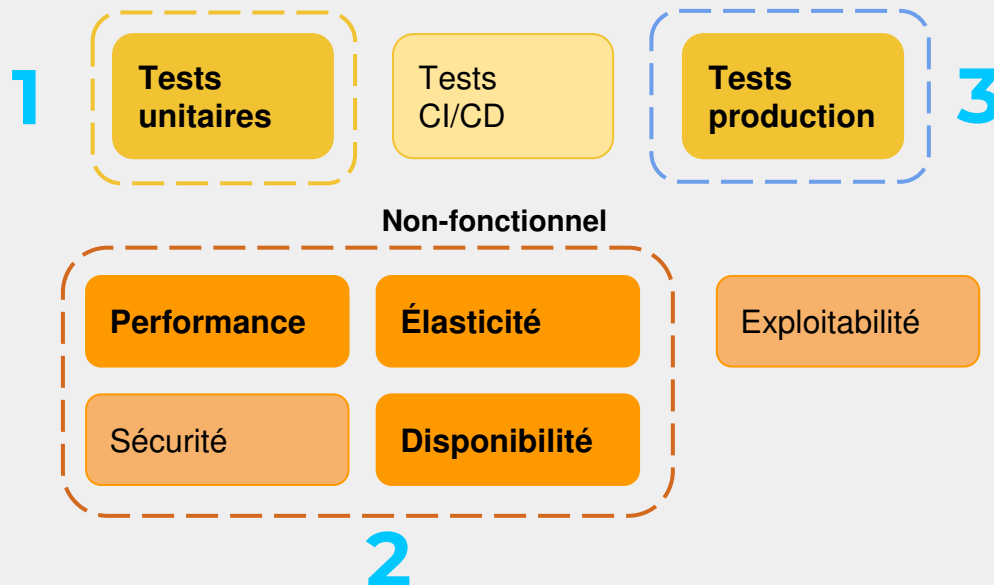 1
Tests
unitaires
Tests
CI/CD
Tests
production
3
Non-fonctionnel
Performance
Élasticité
Exploitabilité
Sécurité
Disponibilité
2